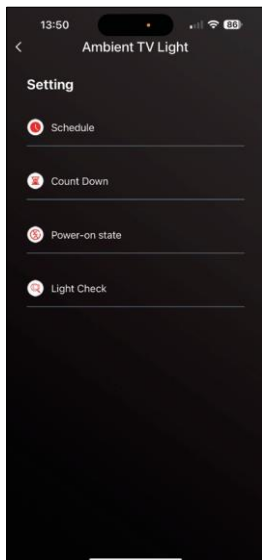 13:50
86
Ambient TV Light
Setting
Schedule
Count Down
Power-on state
Light Check